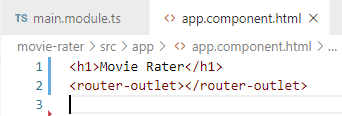 TS main.module.ts <> app.component.html ×
movie-rater > src > app > <> app.component.html > ...
1 <h1>Movie Rater</h1>
2 <router-outlet></router-outlet>
3